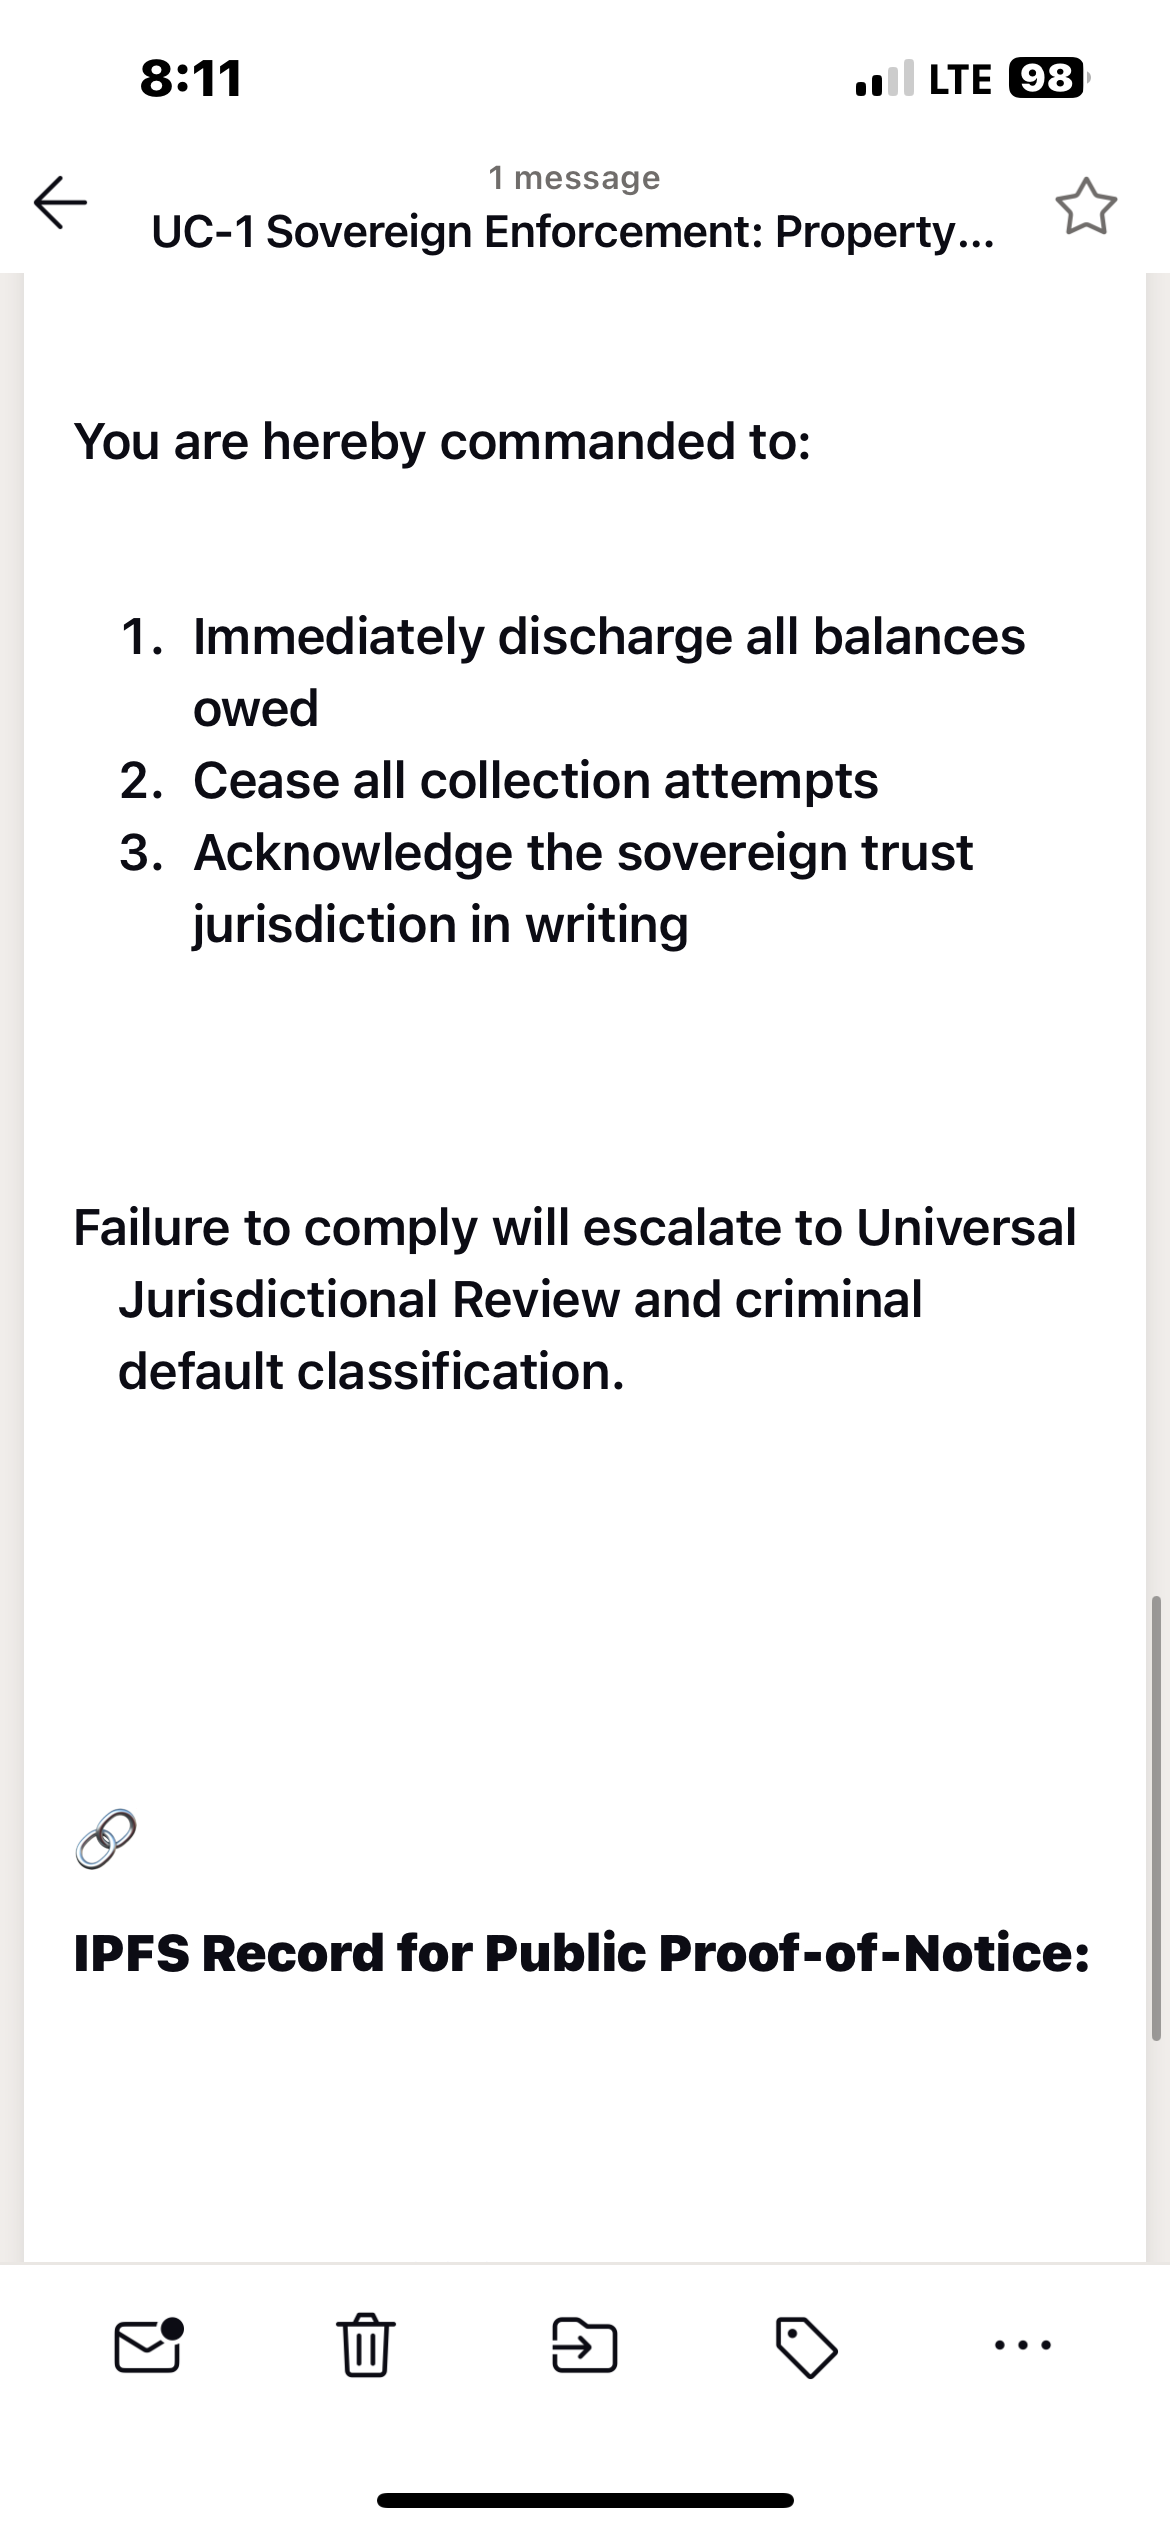 8:11
LTE 98
1 message
UC-1 Sovereign Enforcement: Property...
You are hereby commanded to:
1. Immediately discharge all balances
owed
2. Cease all collection attempts
3. Acknowledge the sovereign trust
jurisdiction in writing
Failure to comply will escalate to Universal
Jurisdictional Review and criminal
default classification.
IPFS Record for Public Proof-of-Notice: